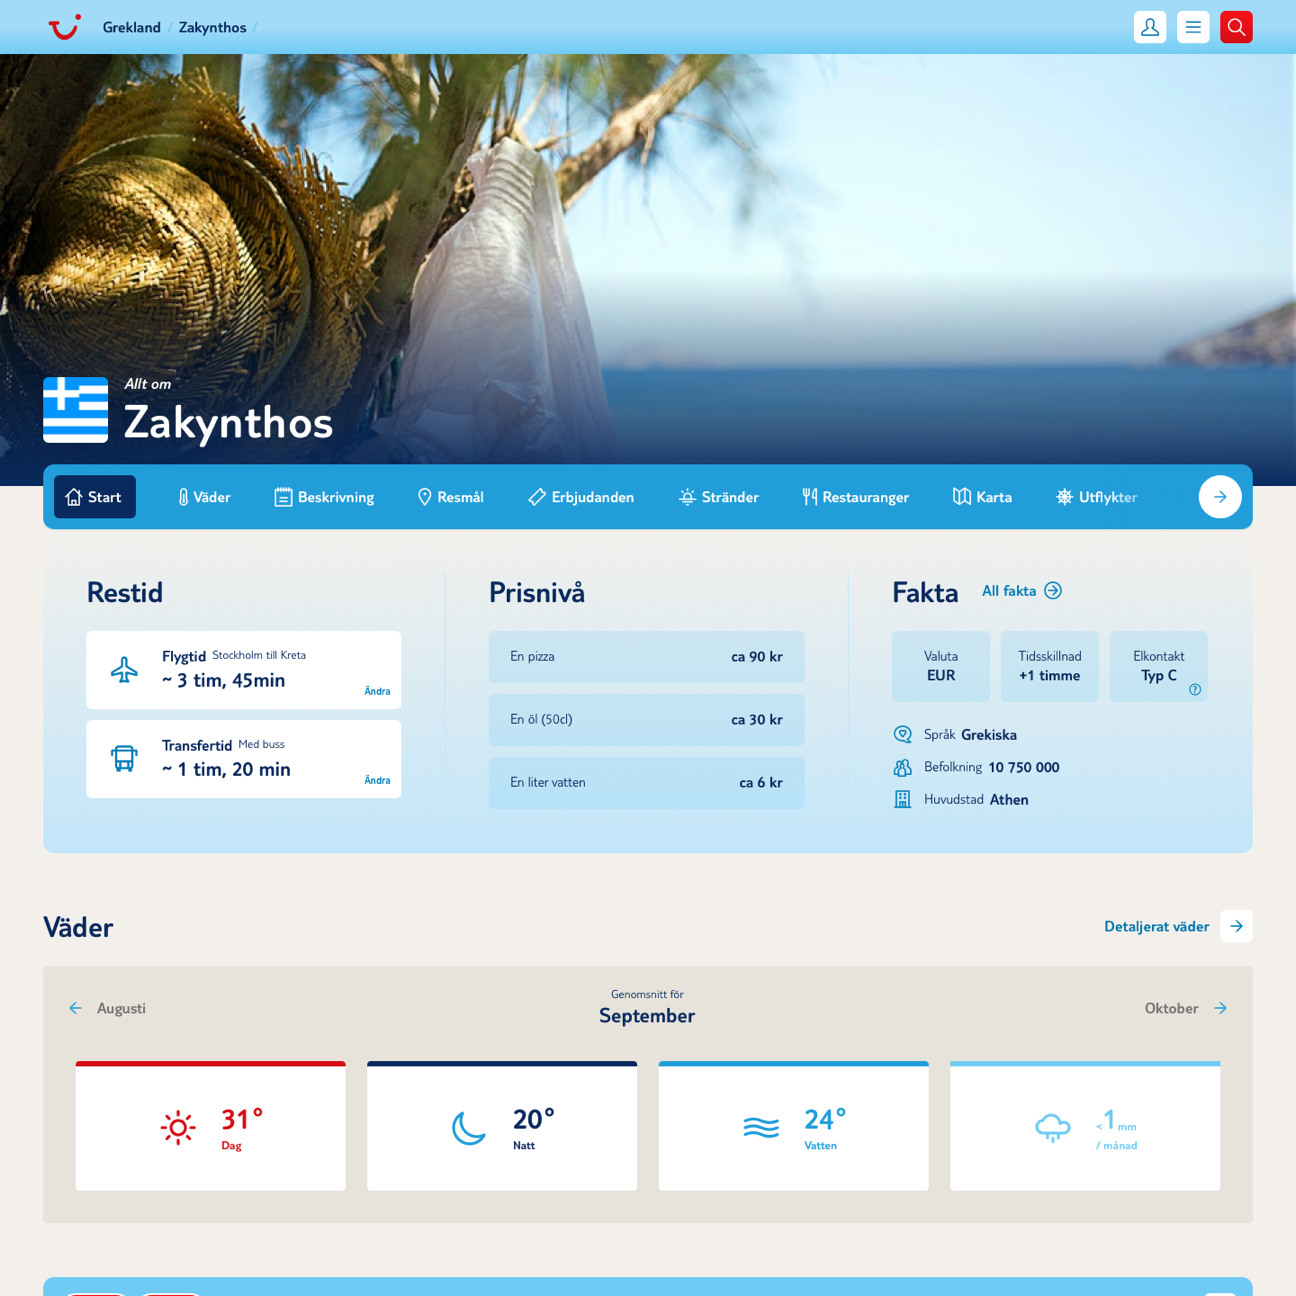 Grekland / Zakynthos /
Allt om
Zakynthos
Start
Väder
Beskrivning
Resmål
Erbjudanden
Stränder
Restauranger
Karta
Utflykter
Restid
Flygtid Stockholm till Kreta
~ 3 tim, 45min
Ändra
Transfertid Med buss
~ 1 tim, 20 min
Ändra
Prisnivå
En pizza ca 90 kr
En öl (50cl) ca 30 kr
En liter vatten ca 6 kr
Fakta All fakta
Valuta
EUR
Tidsskillnad
+1 timme
Elkontakt
Typ C
?
Språk Grekiska
Befolkning 10 750 000
Huvudstad Athen
Väder
Detaljerat väder
Augusti
Genomsnitt för
September
Oktober
31°
Dag
20°
Natt
24°
Vatten
< 1 mm
/ månad